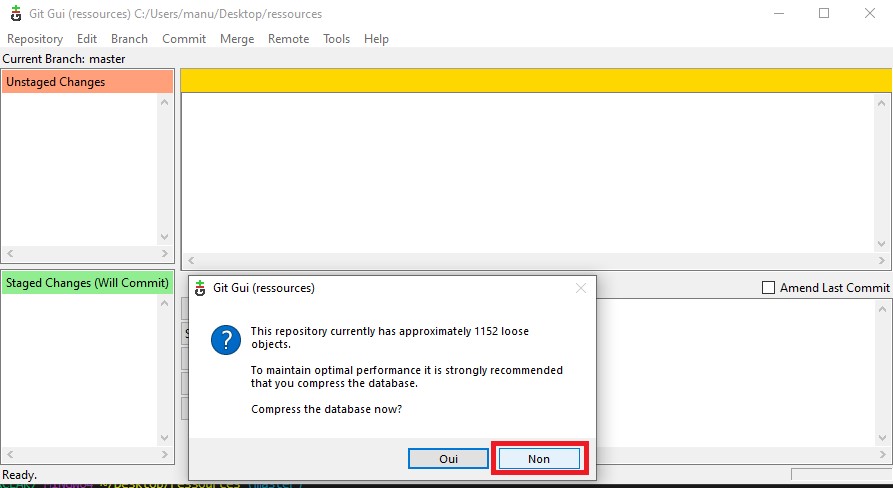 Git Gui (ressources) C:/Users/manu/Desktop/ressources
Repository Edit Branch Commit Merge Remote Tools Help
Current Branch: master
Unstaged Changes
Staged Changes (Will Commit)
Git Gui (ressources)
Amend Last Commit
This repository currently has approximately 1152 loose
objects.
To maintain optimal performance it is strongly recommended
that you compress the database.
Compress the database now?
Oui Non
Ready.